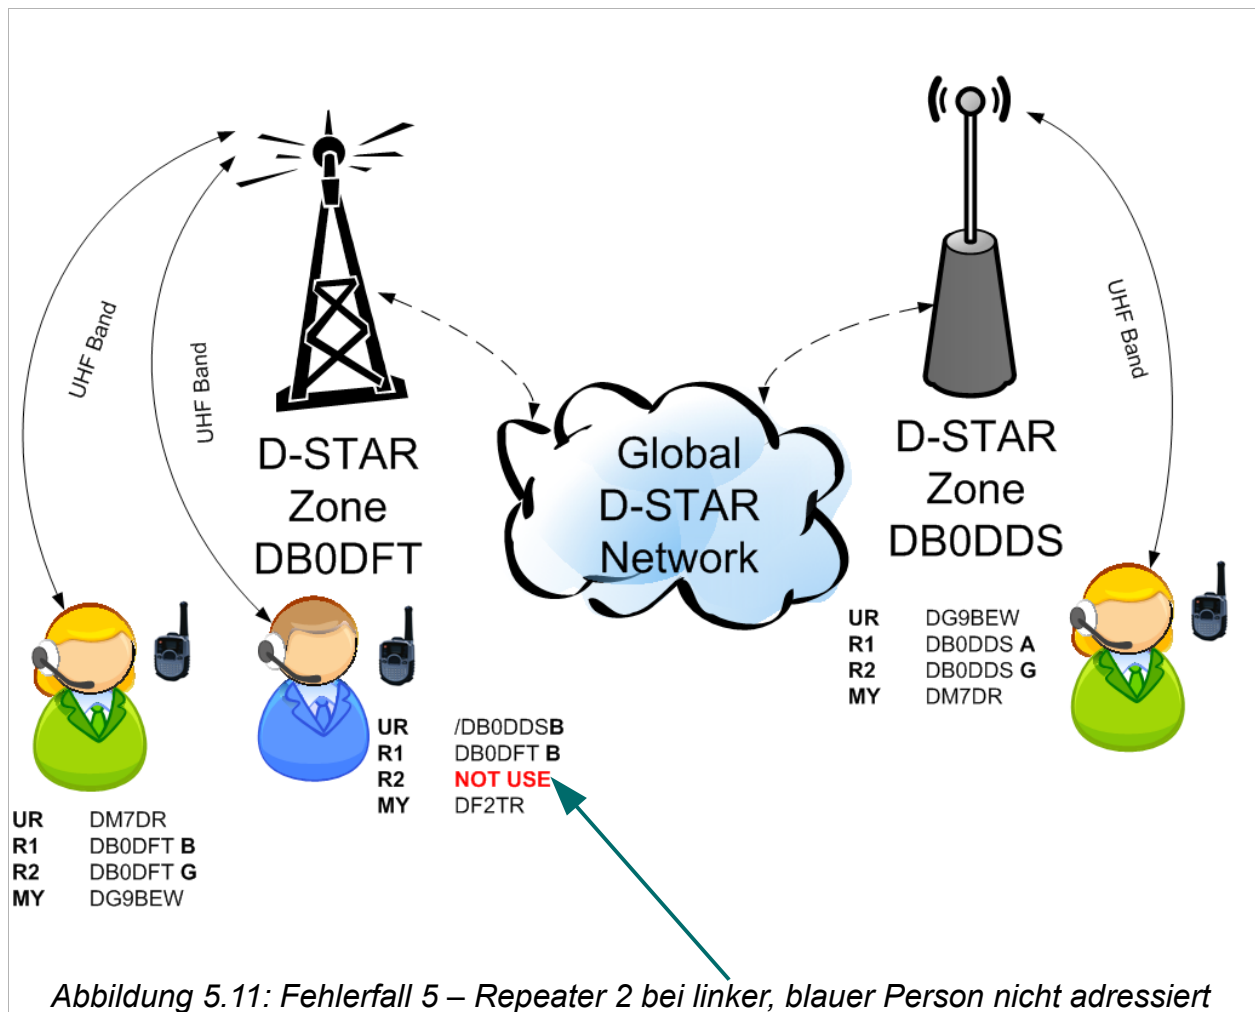 UHF Band
UHF Band
UHF Band
D-STAR
Zone
DB0DFT
Global
D-STAR
Network
D-STAR
Zone
DB0DDS
UR DG9BEW
R1 DB0DDS A
R2 DB0DDS G
MY DM7DR
UR /DB0DDSB
R1 DB0DFT B
R2 NOT USE
MY DF2TR
UR DM7DR
R1 DB0DFT B
R2 DB0DFT G
MY DG9BEW
Abbildung 5.11: Fehlerfall 5 – Repeater 2 bei linker, blauer Person nicht adressiert